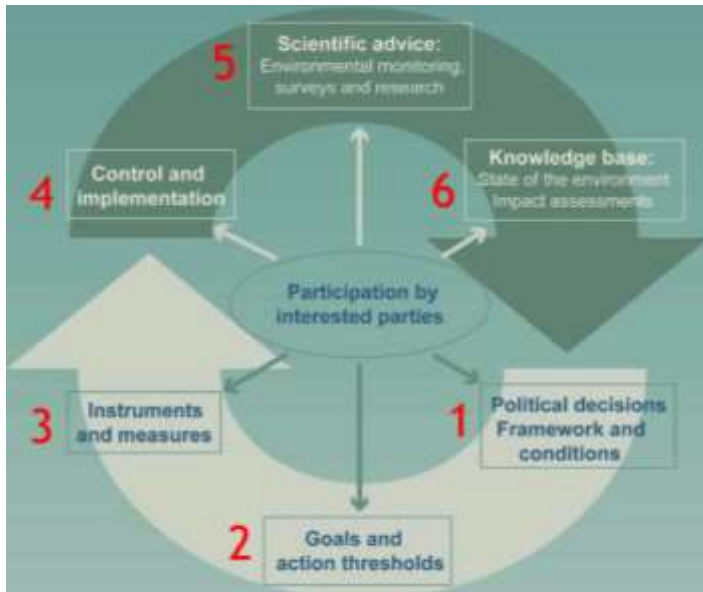 5
Scientific advice:
Environmental monitoring,
surveys and research
4
Control and
implementation
6
Knowledge base:
State of the environment
Impact assessments
Participation by
interested parties
3
Instruments
and measures
1
Political decisions
Framework and
conditions
2
Goals and
action thresholds